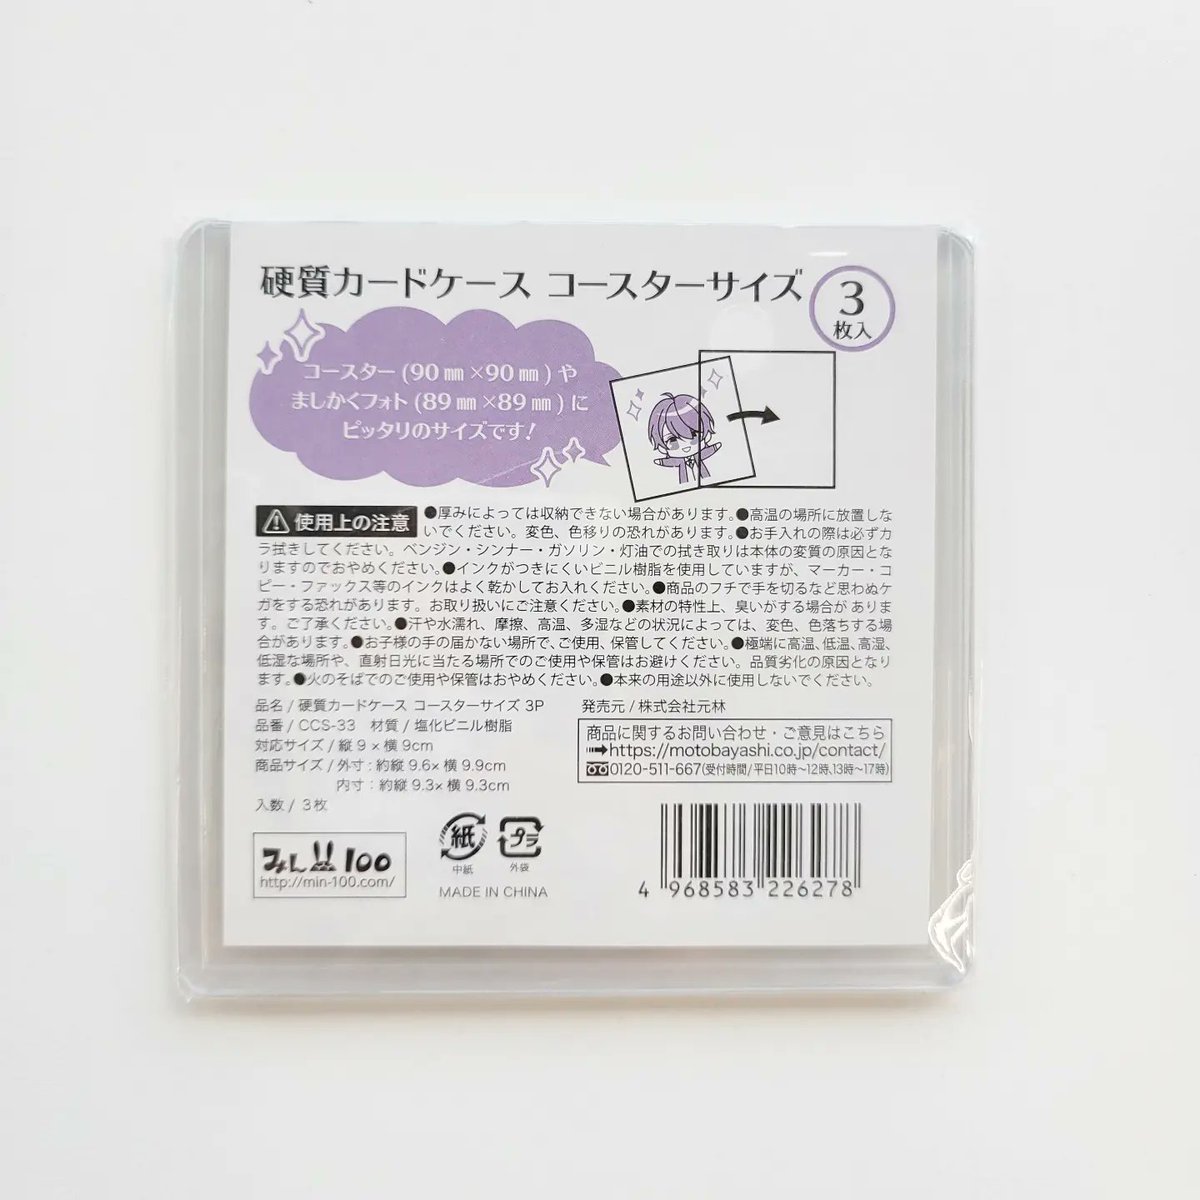 硬質カードケース コースターサイズ
3
枚入
コースター (90㎜×90㎜) や
ましかくフォト (89㎜×89㎜) に
ピッタリのサイズです!
使用上の注意 ●厚みによっては収納できない場合があります。●高温の場所に放置しな
いでください。変色、色移りの恐れがあります。●お手入れの際は必ずカ
ラ拭きしてください。ベンジン・シンナー・ガソリン・灯油での拭き取りは本体の変質の原因とな
りますのでおやめください。●インクがつきにくいビニル樹脂を使用していますが、マーカー・コ
ピー・ファックス等のインクはよく乾かしてお入れください。●商品のフチで手を切るなど思わぬケ
ガをする恐れがあります。お取り扱いにご注意ください。●素材の特性上、臭いがする場合があります
す。ご了承ください。●汗や水濡れ、摩擦、高温、多湿などの状況によっては、変色、色落ちする場
合があります。●お子様の手の届かない場所で、ご使用、保管してください。●極端に高温、低温、高湿、
低湿な場所や、直射日光に当たる場所でのご使用や保管はお避けください。品質劣化の原因となり
ます。●火のそばでのご使用や保管はおやめください。●本来の用途以外に使用しないでください。
品名 / 硬質カードケース コースターサイズ 3P
品番 / CCS-33 材質 / 塩化ビニル樹脂
対応サイズ / 縦 9 × 横 9cm
商品サイズ / 外寸：約縦 9.6× 横 9.9cm
内寸：約縦 9.3× 横 9.3cm
入数 / 3枚
発売元 / 株式会社元林
商品に関するお問い合わせ・ご意見はこちら
https://motobayashi.co.jp/contact/
0120-511-667(受付時間/平日10時～12時、13時～17時)
みん 100
http://min-100.com/
紙
中紙
プラ
外袋
MADE IN CHINA
4 968583 226278